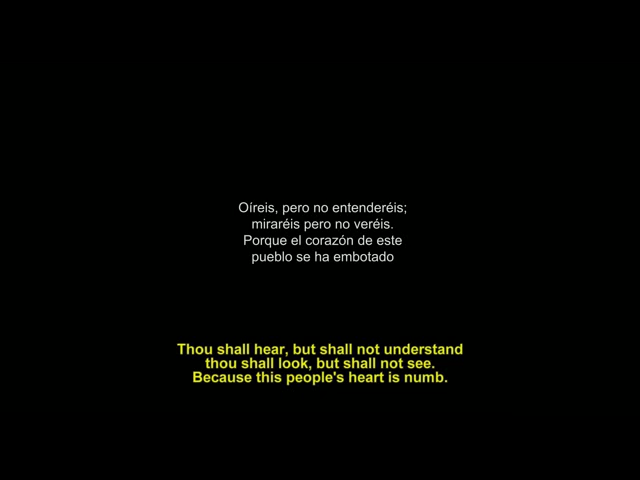 Oíreis, pero no entenderéis;
miraréis pero no veréis.
Porque el corazón de este
pueblo se ha embotado
Thou shall hear, but shall not understand
thou shall look, but shall not see.
Because this people's heart is numb.